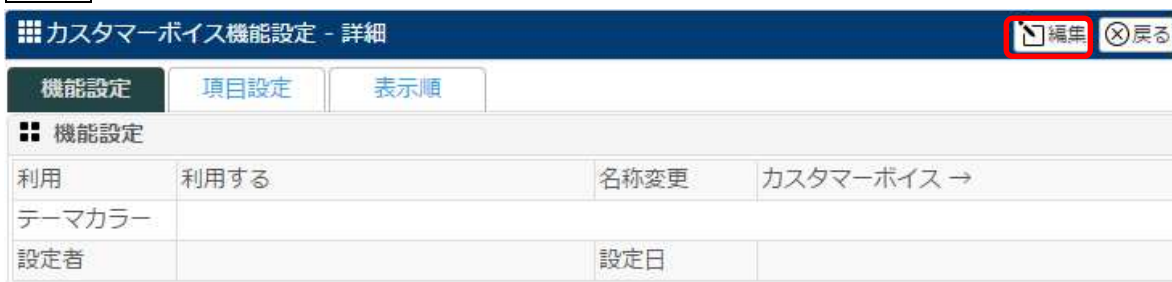 カスタマーボイス機能設定 - 詳細 編集 戻る
機能設定 項目設定 表示順
機能設定
利用 利用する 名称変更 カスタマーボイス →
テーマカラー
設定者 設定日